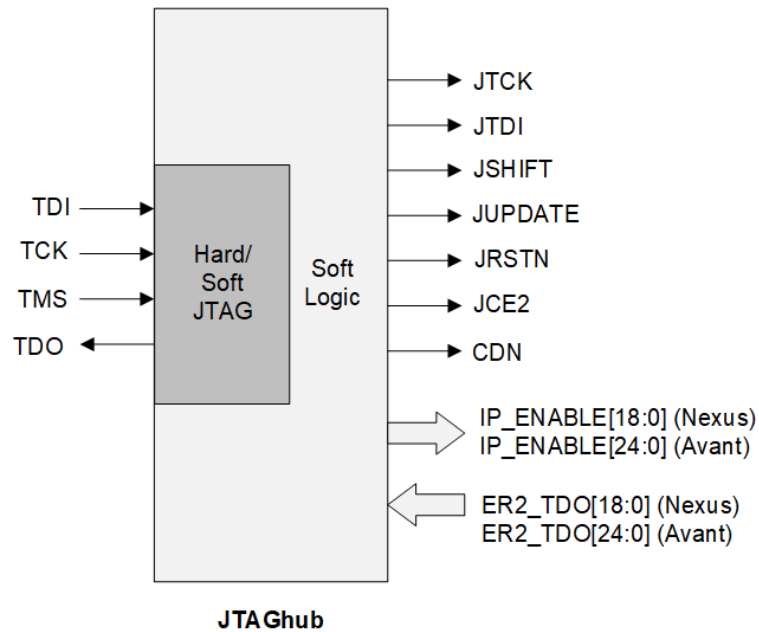 TDI
TCK
TMS
TDO
Hard/
Soft
JTAG
Soft
Logic
JTCK
JTDI
JSHIFT
JUPDATE
JRSTN
JCE2
CDN
IP_ENABLE[18:0] (Nexus)
IP_ENABLE[24:0] (Avant)
ER2_TDO[18:0] (Nexus)
ER2_TDO[24:0] (Avant)
JTAGhub